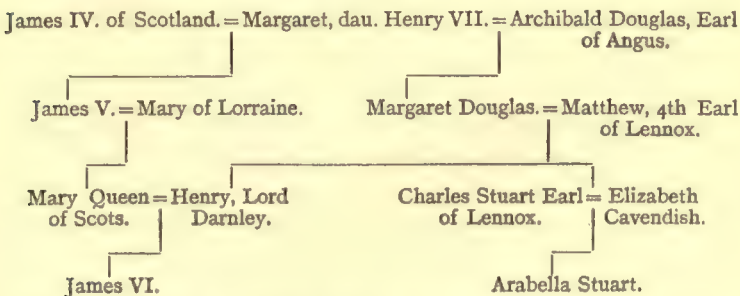 James IV. of Scotland. = Margaret, dau. Henry VII. = Archibald Douglas, Earl
of Angus.
James V. = Mary of Lorraine.
Margaret Douglas. = Matthew, 4th Earl
of Lennox.
Mary Queen = Henry, Lord
of Scots. Darnley.
Charles Stuart Earl = Elizabeth
of Lennox. Cavendish.
James VI.
Arabella Stuart.